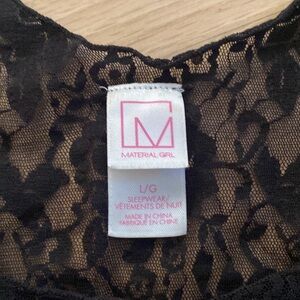 M
MATERIAL GIRL
L/G
SLEEPWEAR/
VÊTEMENTS DE NUIT
MADE IN CHINA
FABRIQUÉ EN CHINE